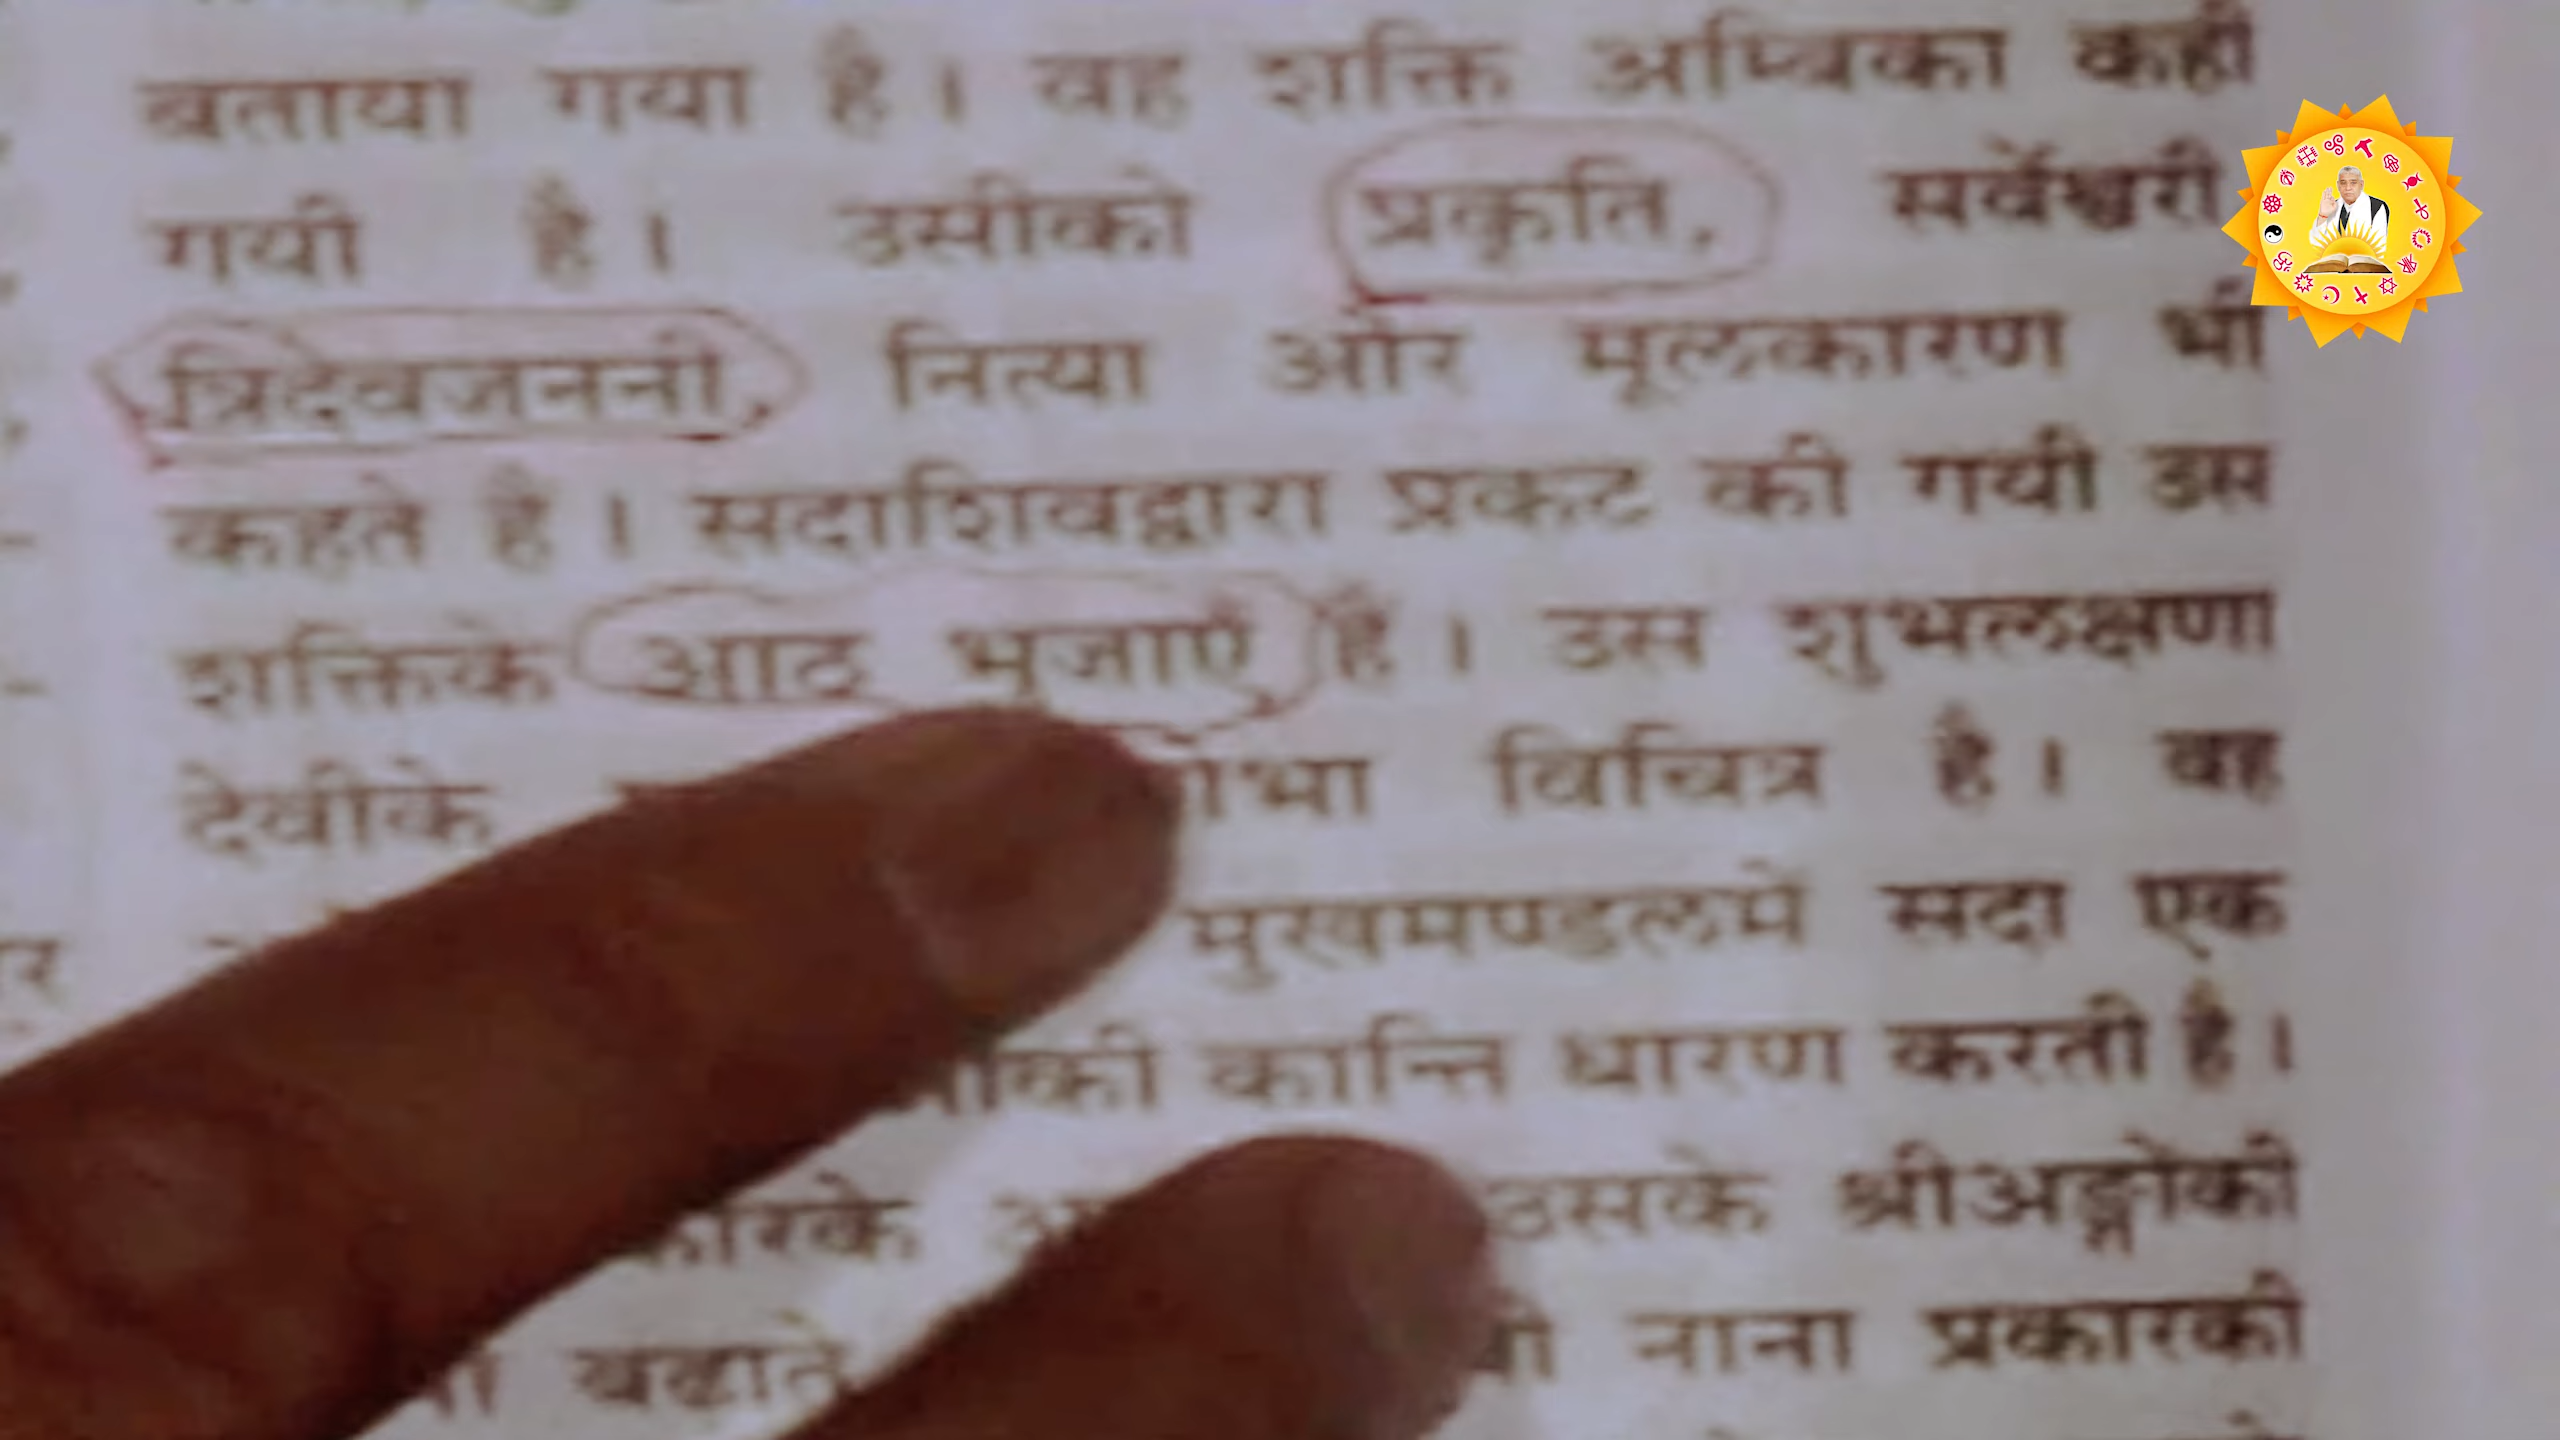 बताया गया है । वह शक्ति अम्बिका कही
गयी है । उसीको प्रकृति, सर्वेश्वरी,
त्रिदेवजननी, नित्या और मूलकारण भी
कहते हैं । सदाशिवद्वारा प्रकट की गयी उस
शक्तिके आठ भुजाएँ हैं । उस शुभलक्षणा
देवीके विचित्र है । वह
मुखमण्डलमें सदा एक
कान्ति धारण करती है ।
उसके श्रीअङ्गोंकी
बढ़ाते नाना प्रकारकी